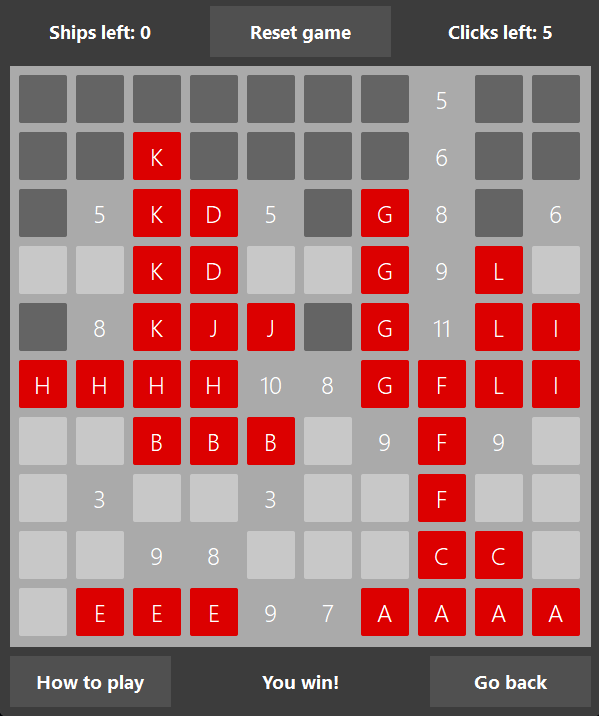 Ships left: 0 Reset game Clicks left: 5
5
K 6
5 K D 5 G 8 6
K D G 9 L
8 K J J G 11 L I
H H H H 10 8 G F L I
B B B 9 F 9
3 3 F
9 8 C C
E E E 9 7 A A A A
How to play You win! Go back